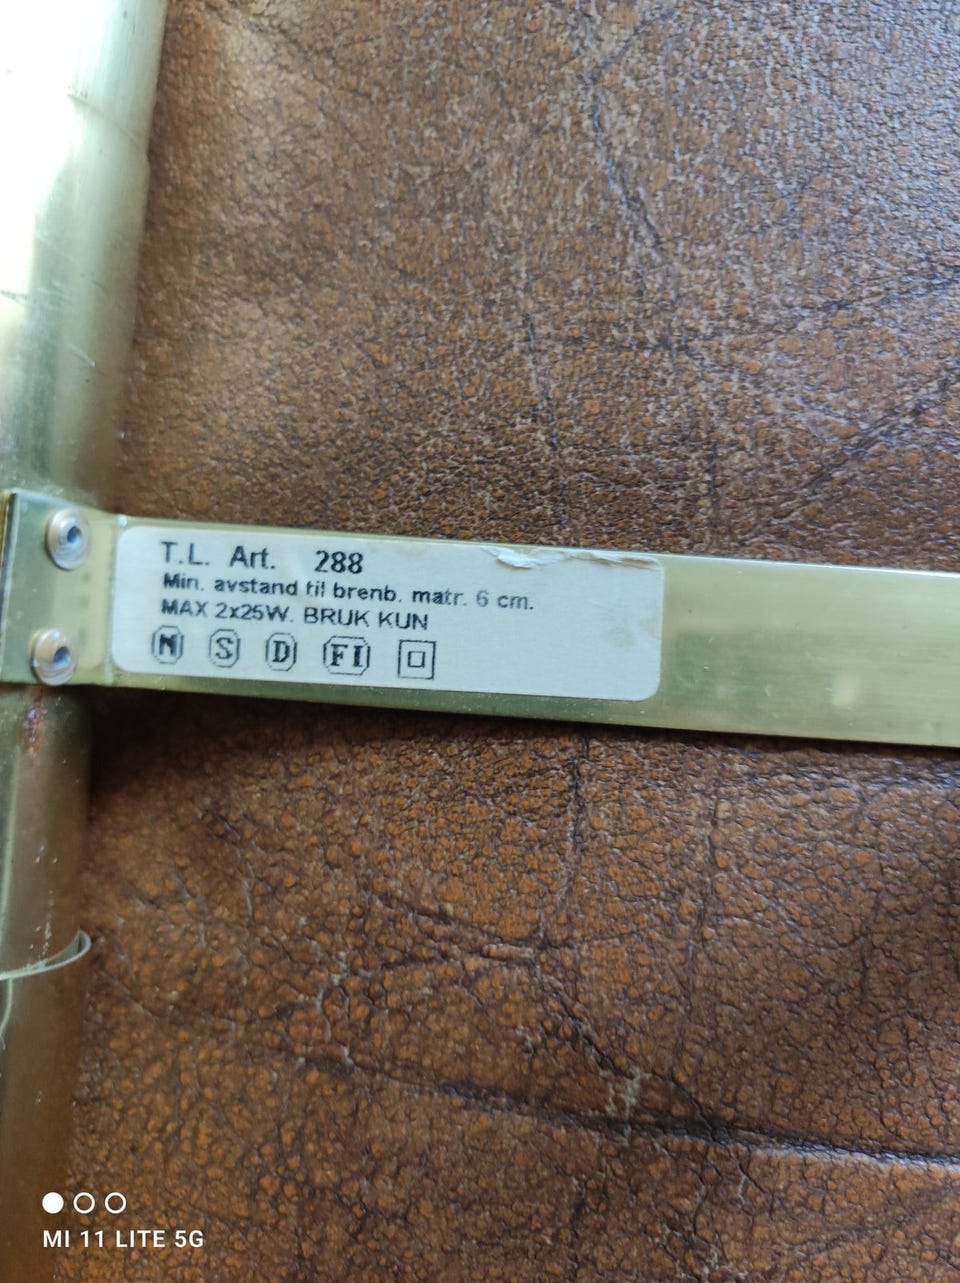 T.L. Art. 288
Min. avstand til brenb. matr. 6 cm.
MAX 2x25W. BRUK KUN
N S D FI
MI 11 LITE 5G